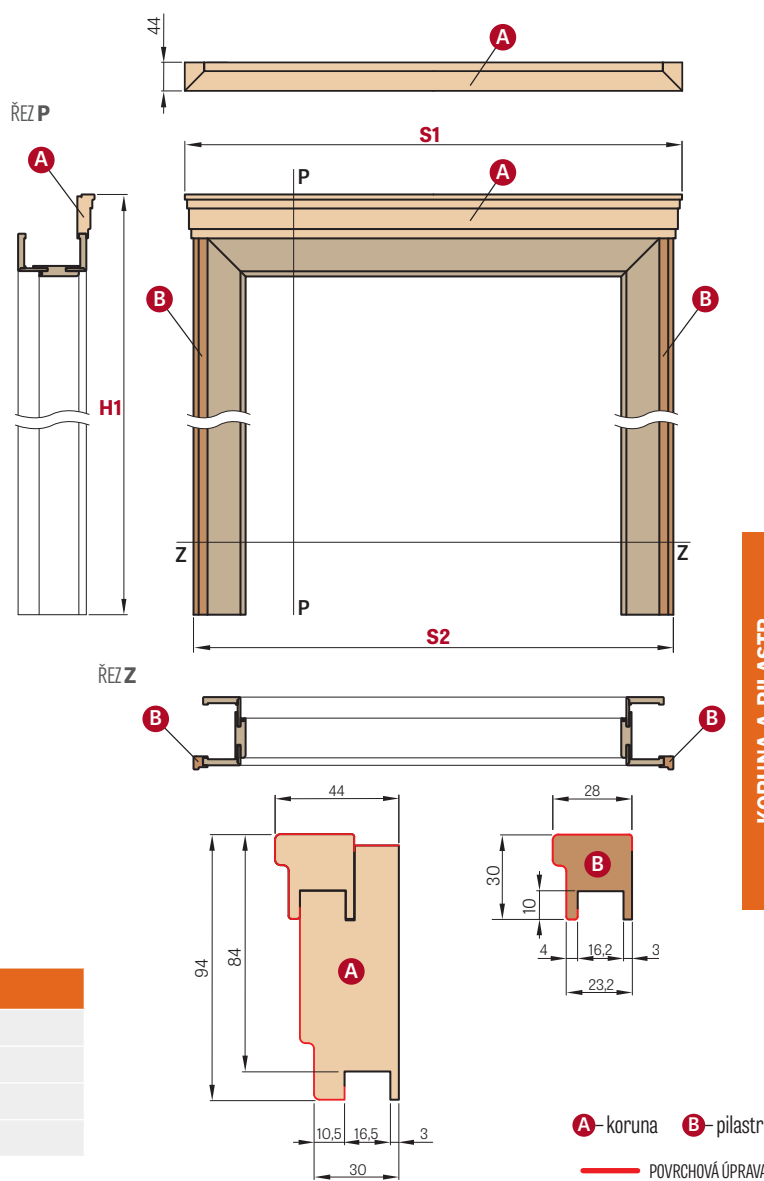 44
A
ŘEZ P
S1
A
P
A
B
B
H1
Z
Z
P
S2
ŘEZ Z
B
B
44
28
30
10
B
4
16,2
3
23,2
94
84
A
10,5
16,5
3
30
A - koruna
B - pilastr
POVRCHOVÁ ÚPRAVA
KORUNA A PILASTR